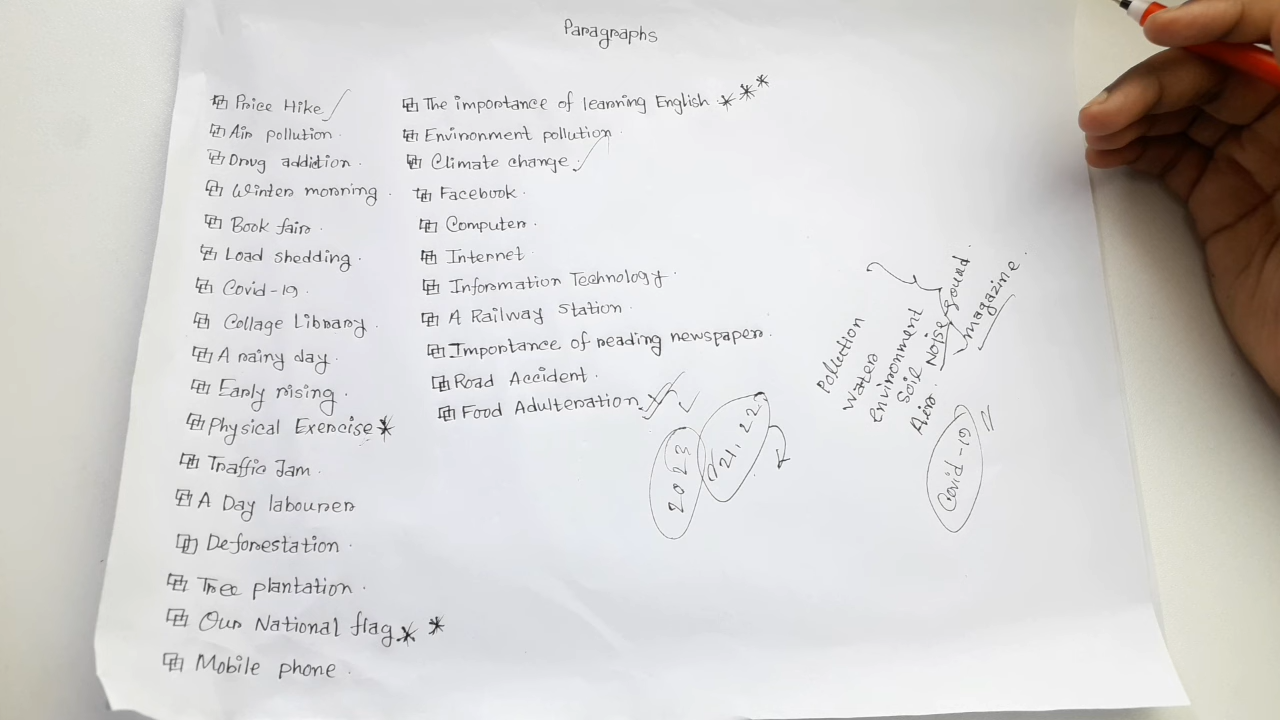 Paragraphs
Price Hike
Air pollution.
Drug addiction.
Winter morning.
Book fair.
Load shedding.
Covid-19.
Collage Library.
A rainy day.
Early rising.
Physical Exercise *
Traffic Jam.
A Day labourer
Deforestation.
Tree plantation.
Our National flag * *
Mobile phone.
The importance of learning English * * *
Environment pollution.
Climate change.
Facebook.
Computer.
Internet.
Information Technology.
A Railway Station.
Importance of reading newspaper.
Road Accident.
Food Adulteration.
2023
21, 22
Pollution
Water
environment
Soil
Air. Noise, sound.
magazine.
Covid-19